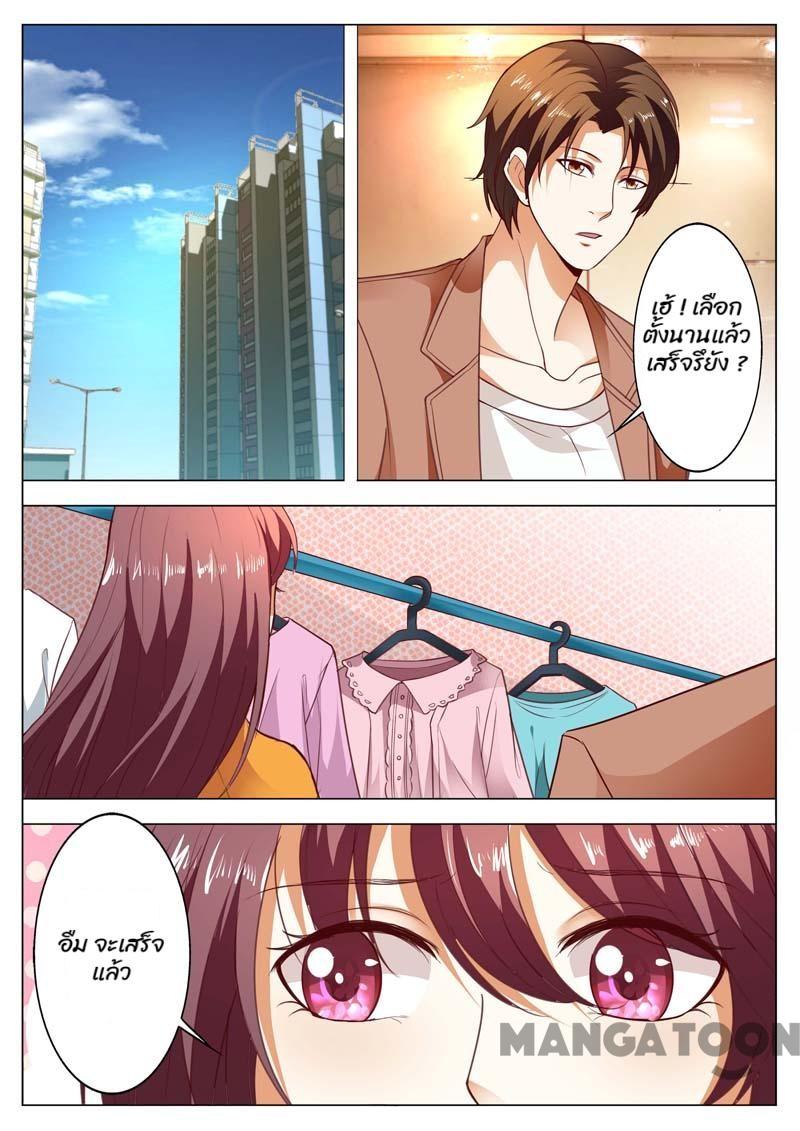 เฮ้ ! เลือก
ตั้งนานแล้ว
เสร็จรึยัง ?
อืม จะเสร็จ
แล้ว
MANGATOON